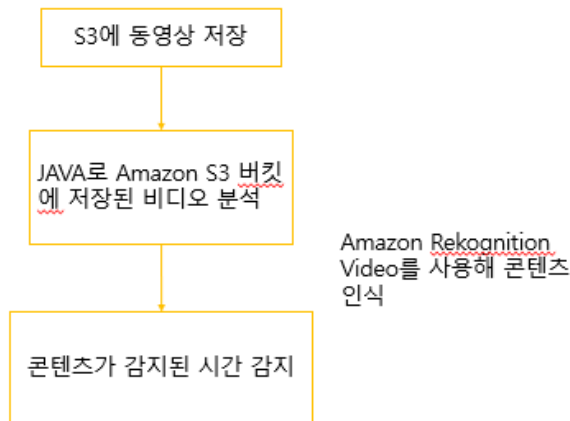 S3에 동영상 저장
JAVA로 Amazon S3 버킷
에 저장된 비디오 분석
Amazon Rekognition
Video를 사용해 콘텐츠
인식
콘텐츠가 감지된 시간 감지